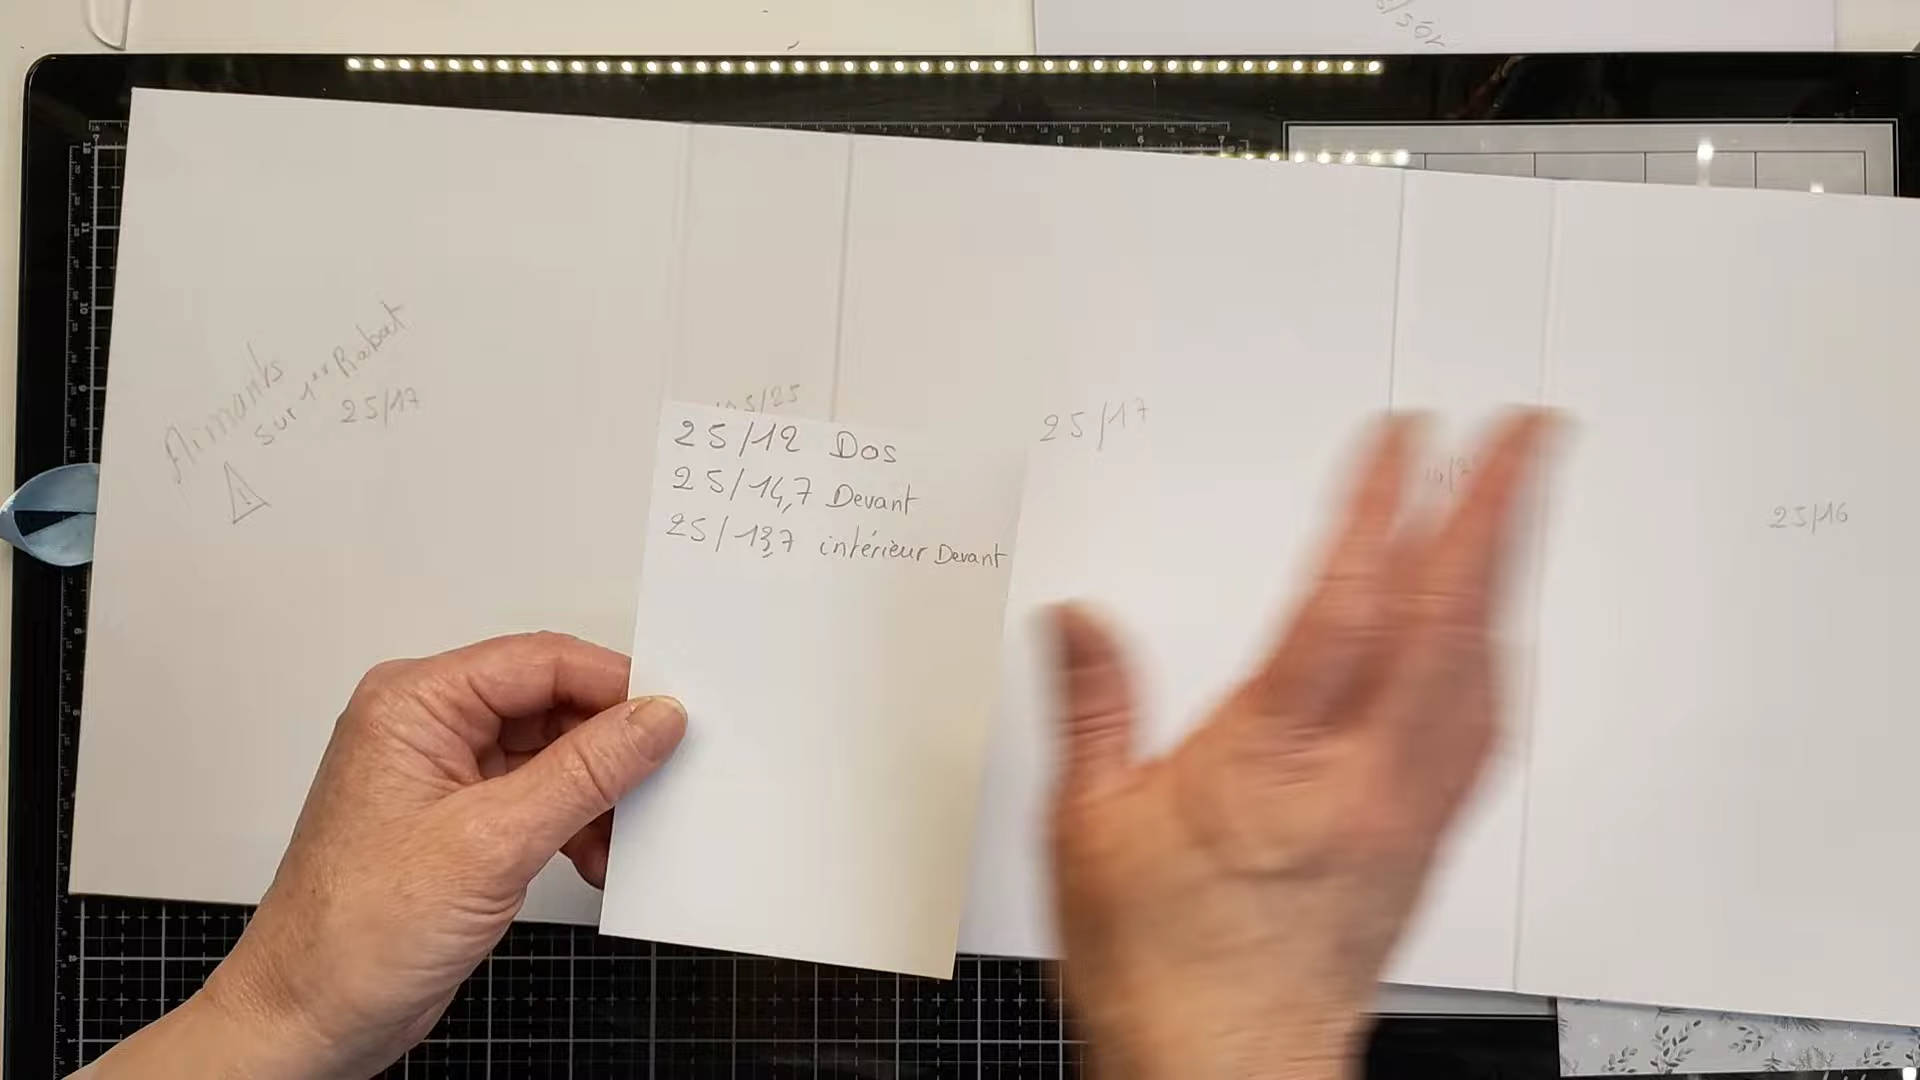 Aimants
sur 1er Rabat
25/17
25/12 Dos
25/14,7 Devant
25/13,7 intérieur Devant
25/17
25/16